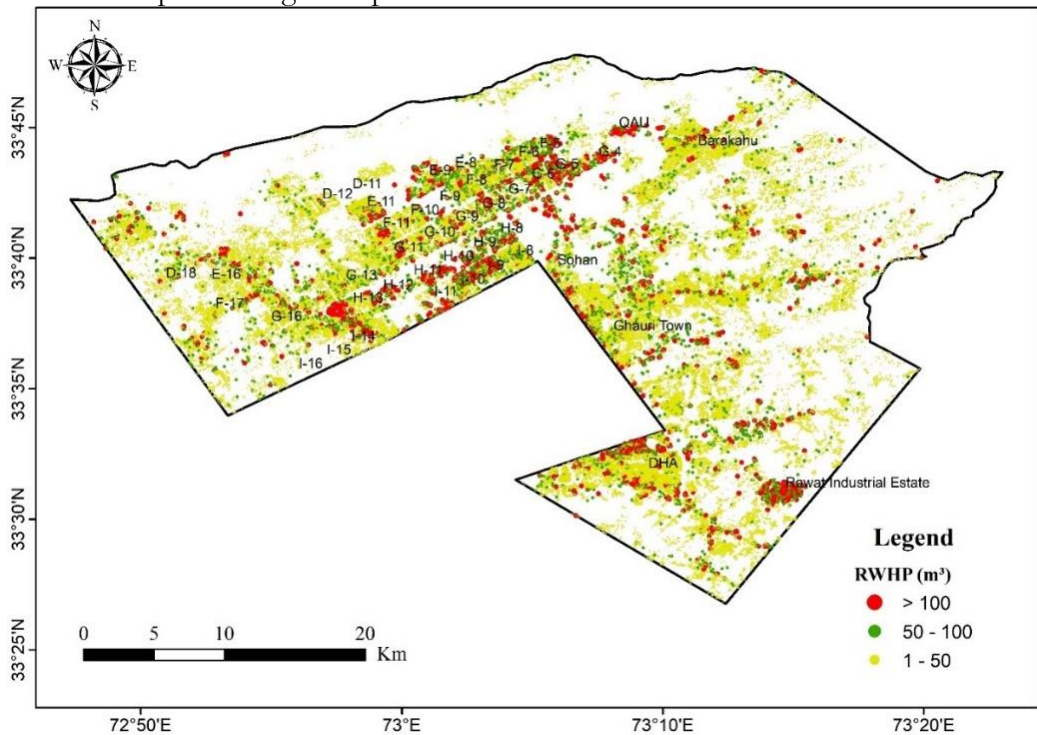 N
W E
S
33°45'N
33°40'N
33°35'N
33°30'N
33°25'N
QAU
Barakahu
F-5
F-6
G-5
G-4
E-8
F-7
E-9
F-8
G-6
D-11
G-7
D-12
E-11
F-9
G-8
F-10
G-9
F-11
G-10
H-8
H-9
G-11
H-10
I-8
Sohan
D-18
E-16
G-13
H-11
H-12
I-11
F-17
H-13
G-16
Ghauri Town
I-14
I-15
I-16
DHA
Rawat Industrial Estate
Legend
RWHP (m³)
> 100
50 - 100
1 - 50
0 5 10 20
Km
72°50'E
73°E
73°10'E
73°20'E